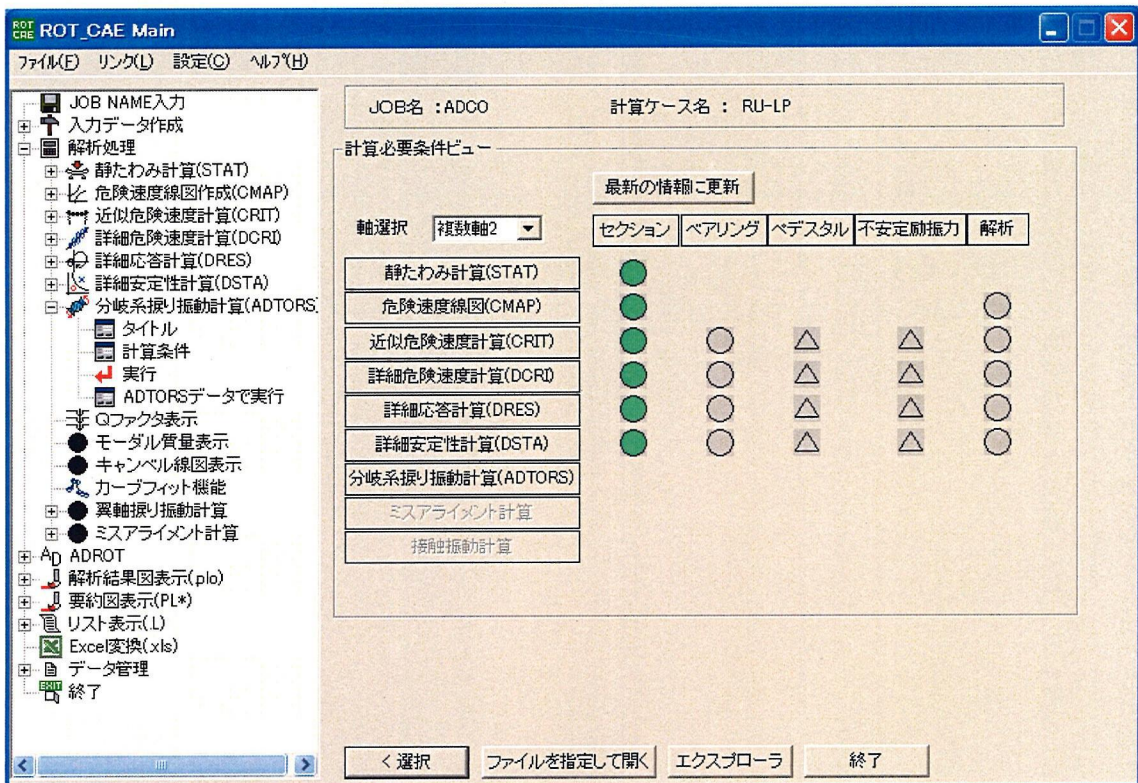 ROT CAE ROT_CAE Main
ファイル(F) リンク(L) 設定(C) ヘルプ(H)
JOB NAME入力
入力データ作成
解析処理
静たわみ計算(STAT)
危険速度線図作成(CMAP)
近似危険速度計算(CRIT)
詳細危険速度計算(DCRI)
詳細応答計算(DRES)
詳細安定性計算(DSTA)
分岐系捩り振動計算(ADTORS)
タイトル
計算条件
実行
ADTORSデータで実行
Qファクタ表示
モーダル質量表示
キャンベル線図表示
カーブフィット機能
翼軸捩り振動計算
ミスアライメント計算
AD ADROT
解析結果図表示(.plo)
要約図表示(PL*)
リスト表示(.L)
Excel変換(.xls)
データ管理
EXIT 終了
JOB名 :ADCO 計算ケース名 : RU-LP
計算必要条件ビュー
最新の情報に更新
軸選択 複数軸2
セクション ベアリング ペデスタル 不安定励振力 解析
静たわみ計算(STAT)
危険速度線図(CMAP)
近似危険速度計算(CRIT)
詳細危険速度計算(DCRI)
詳細応答計算(DRES)
詳細安定性計算(DSTA)
分岐系捩り振動計算(ADTORS)
ミスアライメント計算
接触振動計算
<選択 ファイルを指定して開く エクスプローラ 終了